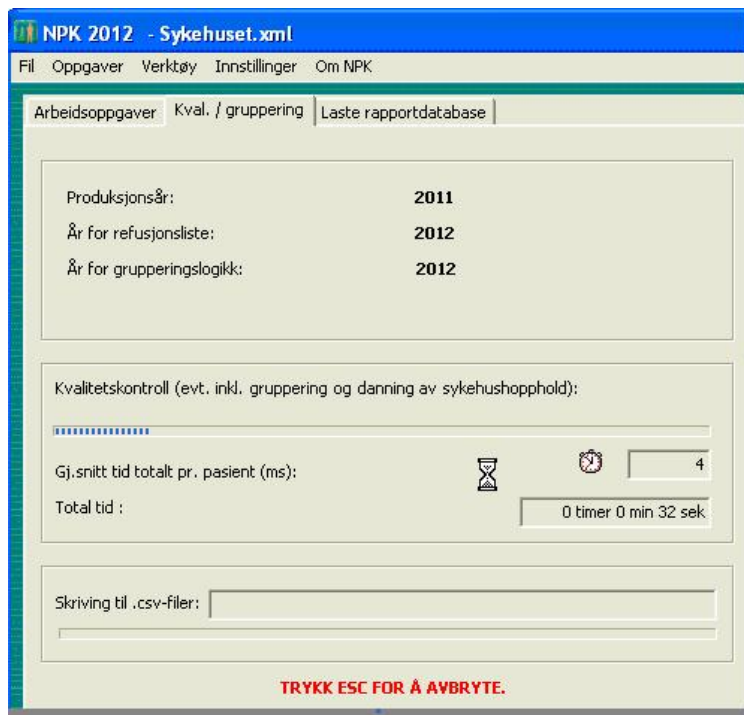 NPK 2012 - Sykehuset.xml
Fil Oppgaver Verktøy Innstillinger Om NPK
Arbeidsoppgaver Kval. / gruppering Laste rapportdatabase
Produksjonsår: 2011
År for refusjonsliste: 2012
År for grupperingslogikk: 2012
Kvalitetskontroll (evt. inkl. gruppering og danning av sykehushopphold):
Gj.snitt tid totalt pr. pasient (ms): 4
Total tid : 0 timer 0 min 32 sek
Skriving til .csv-filer:
TRYKK ESC FOR Å AVBRYTE.